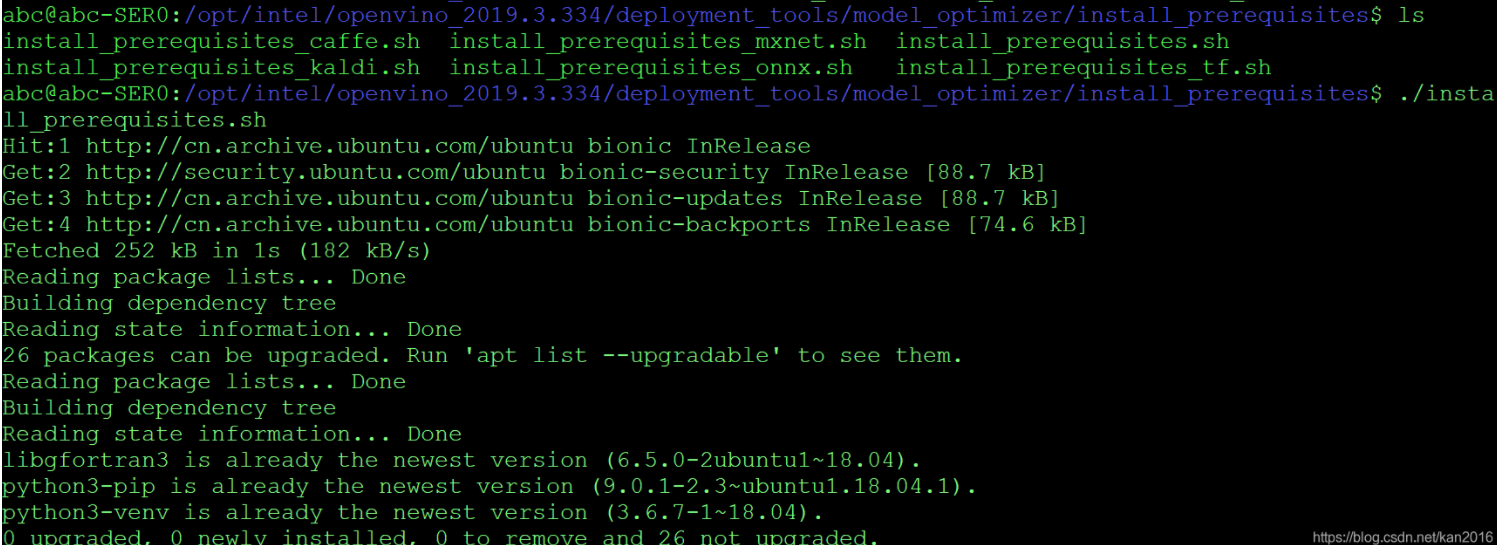 abc@abc-SER0:/opt/intel/openvino_2019.3.334/deployment_tools/model_optimizer/install_prerequisites$ ls
install_prerequisites_caffe.sh  install_prerequisites_mxnet.sh  install_prerequisites.sh
install_prerequisites_kaldi.sh  install_prerequisites_onnx.sh   install_prerequisites_tf.sh
abc@abc-SER0:/opt/intel/openvino_2019.3.334/deployment_tools/model_optimizer/install_prerequisites$ ./insta
ll_prerequisites.sh
Hit:1 http://cn.archive.ubuntu.com/ubuntu bionic InRelease
Get:2 http://security.ubuntu.com/ubuntu bionic-security InRelease [88.7 kB]
Get:3 http://cn.archive.ubuntu.com/ubuntu bionic-updates InRelease [88.7 kB]
Get:4 http://cn.archive.ubuntu.com/ubuntu bionic-backports InRelease [74.6 kB]
Fetched 252 kB in 1s (182 kB/s)
Reading package lists... Done
Building dependency tree
Reading state information... Done
26 packages can be upgraded. Run 'apt list --upgradable' to see them.
Reading package lists... Done
Building dependency tree
Reading state information... Done
libgfortran3 is already the newest version (6.5.0-2ubuntu1~18.04).
python3-pip is already the newest version (9.0.1-2.3~ubuntu1.18.04.1).
python3-venv is already the newest version (3.6.7-1~18.04).
0 upgraded, 0 newly installed, 0 to remove and 26 not upgraded.
https://blog.csdn.net/kan2016